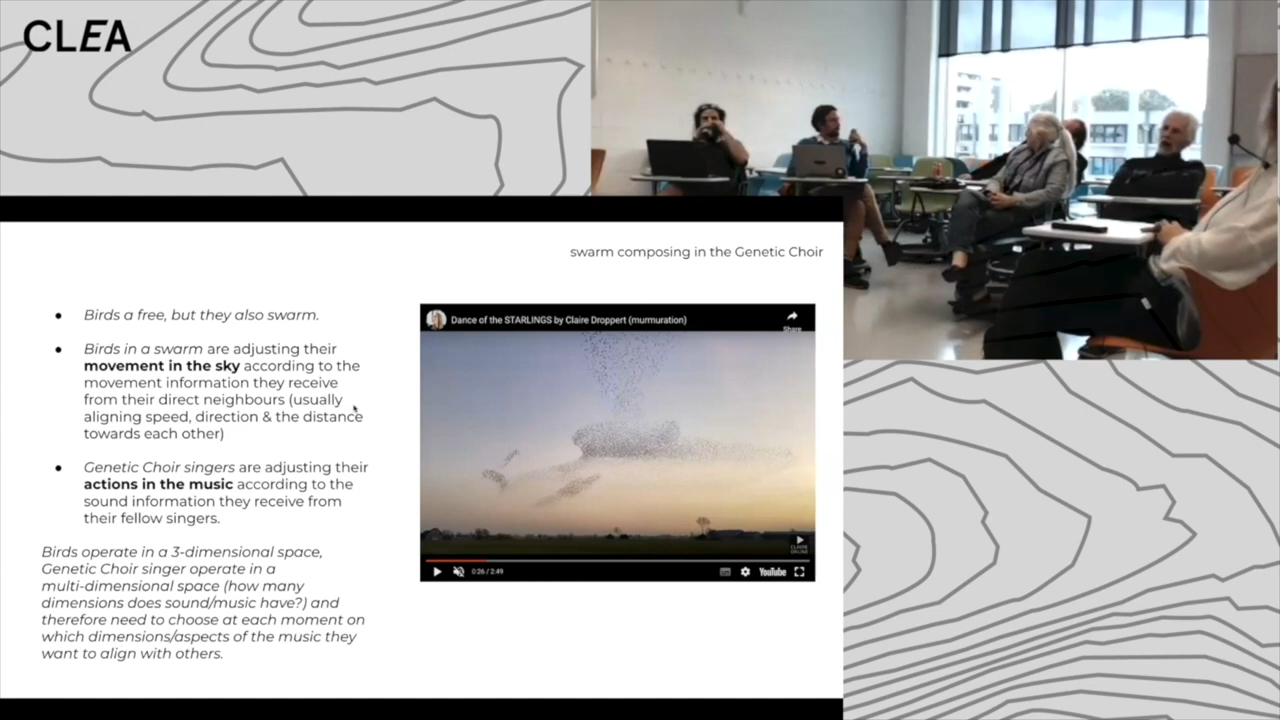 CLEA
swarm composing in the Genetic Choir
● Birds a free, but they also swarm.
● Birds in a swarm are adjusting their
movement in the sky according to the
movement information they receive
from their direct neighbours (usually
aligning speed, direction & the distance
towards each other)
● Genetic Choir singers are adjusting their
actions in the music according to the
sound information they receive from
their fellow singers.
Birds operate in a 3-dimensional space,
Genetic Choir singer operate in a
multi-dimensional space (how many
dimensions does sound/music have?) and
therefore need to choose at each moment on
which dimensions/aspects of the music they
want to align with others.
Dance of the STARLINGS by Claire Droppert (murmuration)
Share
CLAIRE
ONLINE
0:26 / 2:49
YouTube